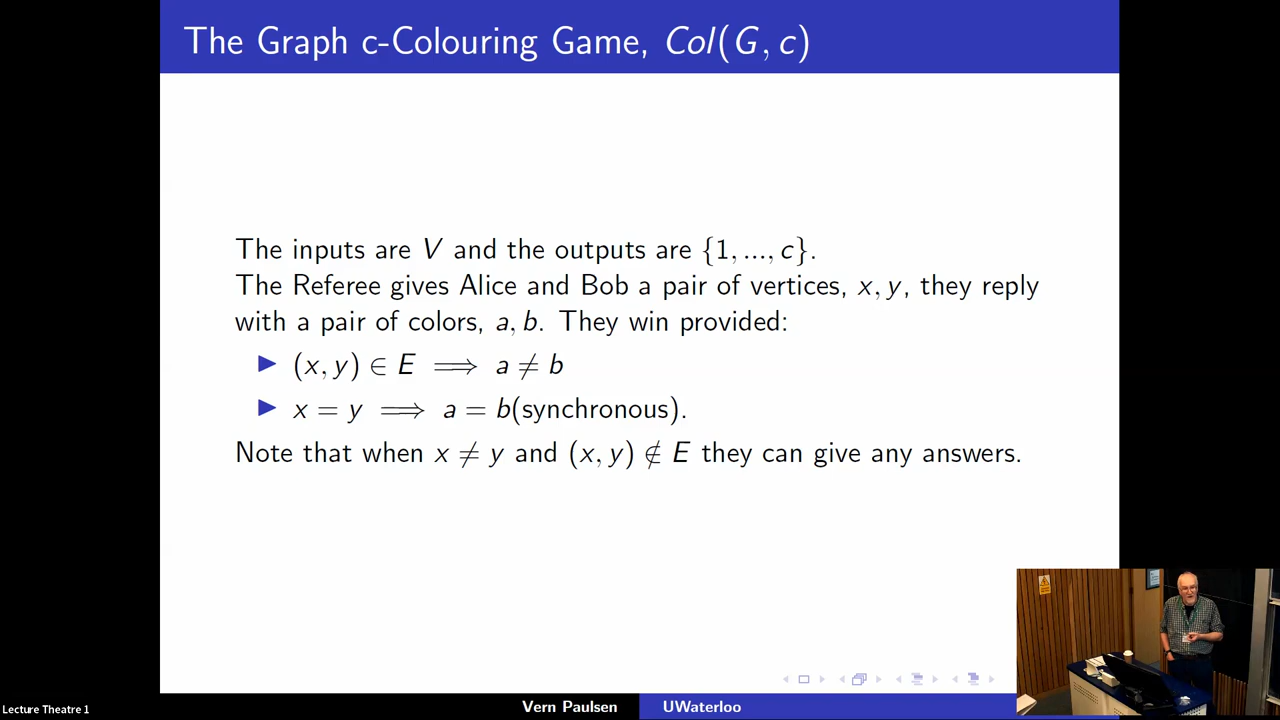 The Graph c-Colouring Game, Col(G, c)
The inputs are V and the outputs are {1, ..., c}.
The Referee gives Alice and Bob a pair of vertices, x, y, they reply
with a pair of colors, a, b. They win provided:
▶ (x, y) ∈ E ⟹ a ≠ b
▶ x = y ⟹ a = b(synchronous).
Note that when x ≠ y and (x, y) ∉ E they can give any answers.
Vern Paulsen UWaterloo
Lecture Theatre 1